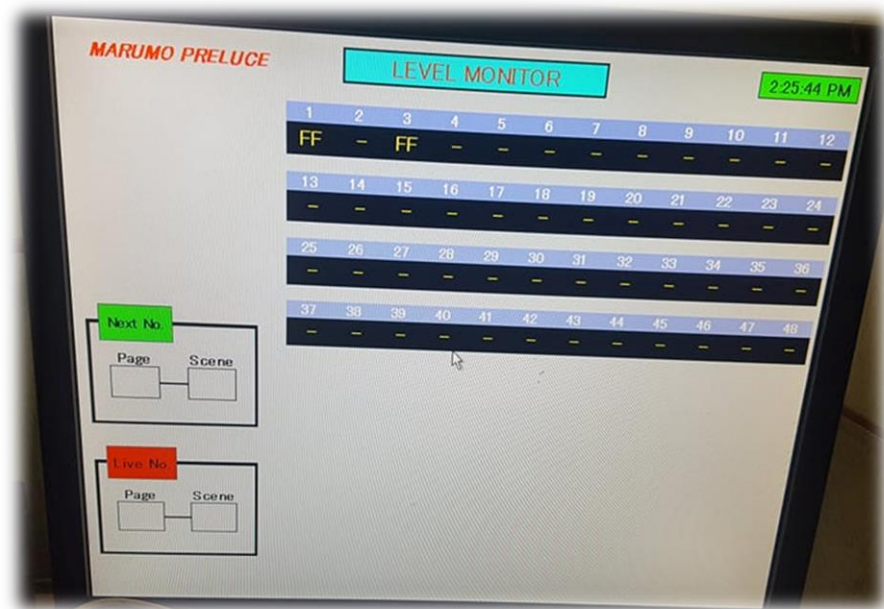 MARUMO PRELUCE
LEVEL MONITOR
2:25:44 PM
1 2 3 4 5 6 7 8 9 10 11 12
FF - FF - - - - - - - - -
13 14 15 16 17 18 19 20 21 22 23 24
- - - - - - - - - - - -
25 26 27 28 29 30 31 32 33 34 35 36
- - - - - - - - - - - -
37 38 39 40 41 42 43 44 45 46 47 48
- - - - - - - - - - - -
Next No.
Page Scene
Live No.
Page Scene